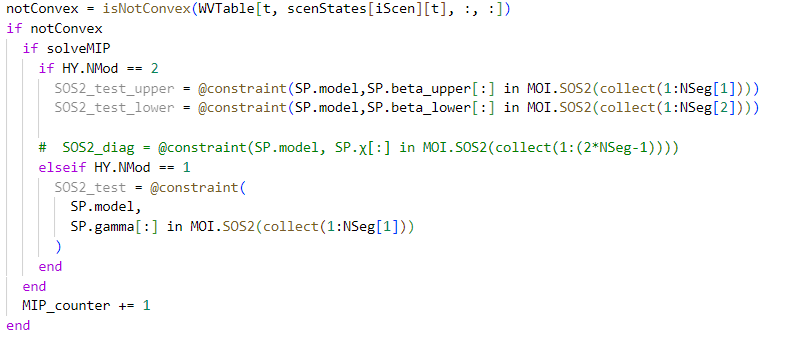 notConvex = isNotConvex(WVTable[t, scenStates[iScen][t], :, :])
if notConvex
  if solveMIP
    if HY.NMod == 2
      SOS2_test_upper = @constraint(SP.model,SP.beta_upper[:] in MOI.SOS2(collect(1:NSeg[1])))
      SOS2_test_lower = @constraint(SP.model,SP.beta_lower[:] in MOI.SOS2(collect(1:NSeg[2])))

    #  SOS2_diag = @constraint(SP.model, SP.χ[:] in MOI.SOS2(collect(1:(2*NSeg-1))))
    elseif HY.NMod == 1
      SOS2_test = @constraint(
        SP.model,
        SP.gamma[:] in MOI.SOS2(collect(1:NSeg[1]))
      )
    end
  end
  MIP_counter += 1
end